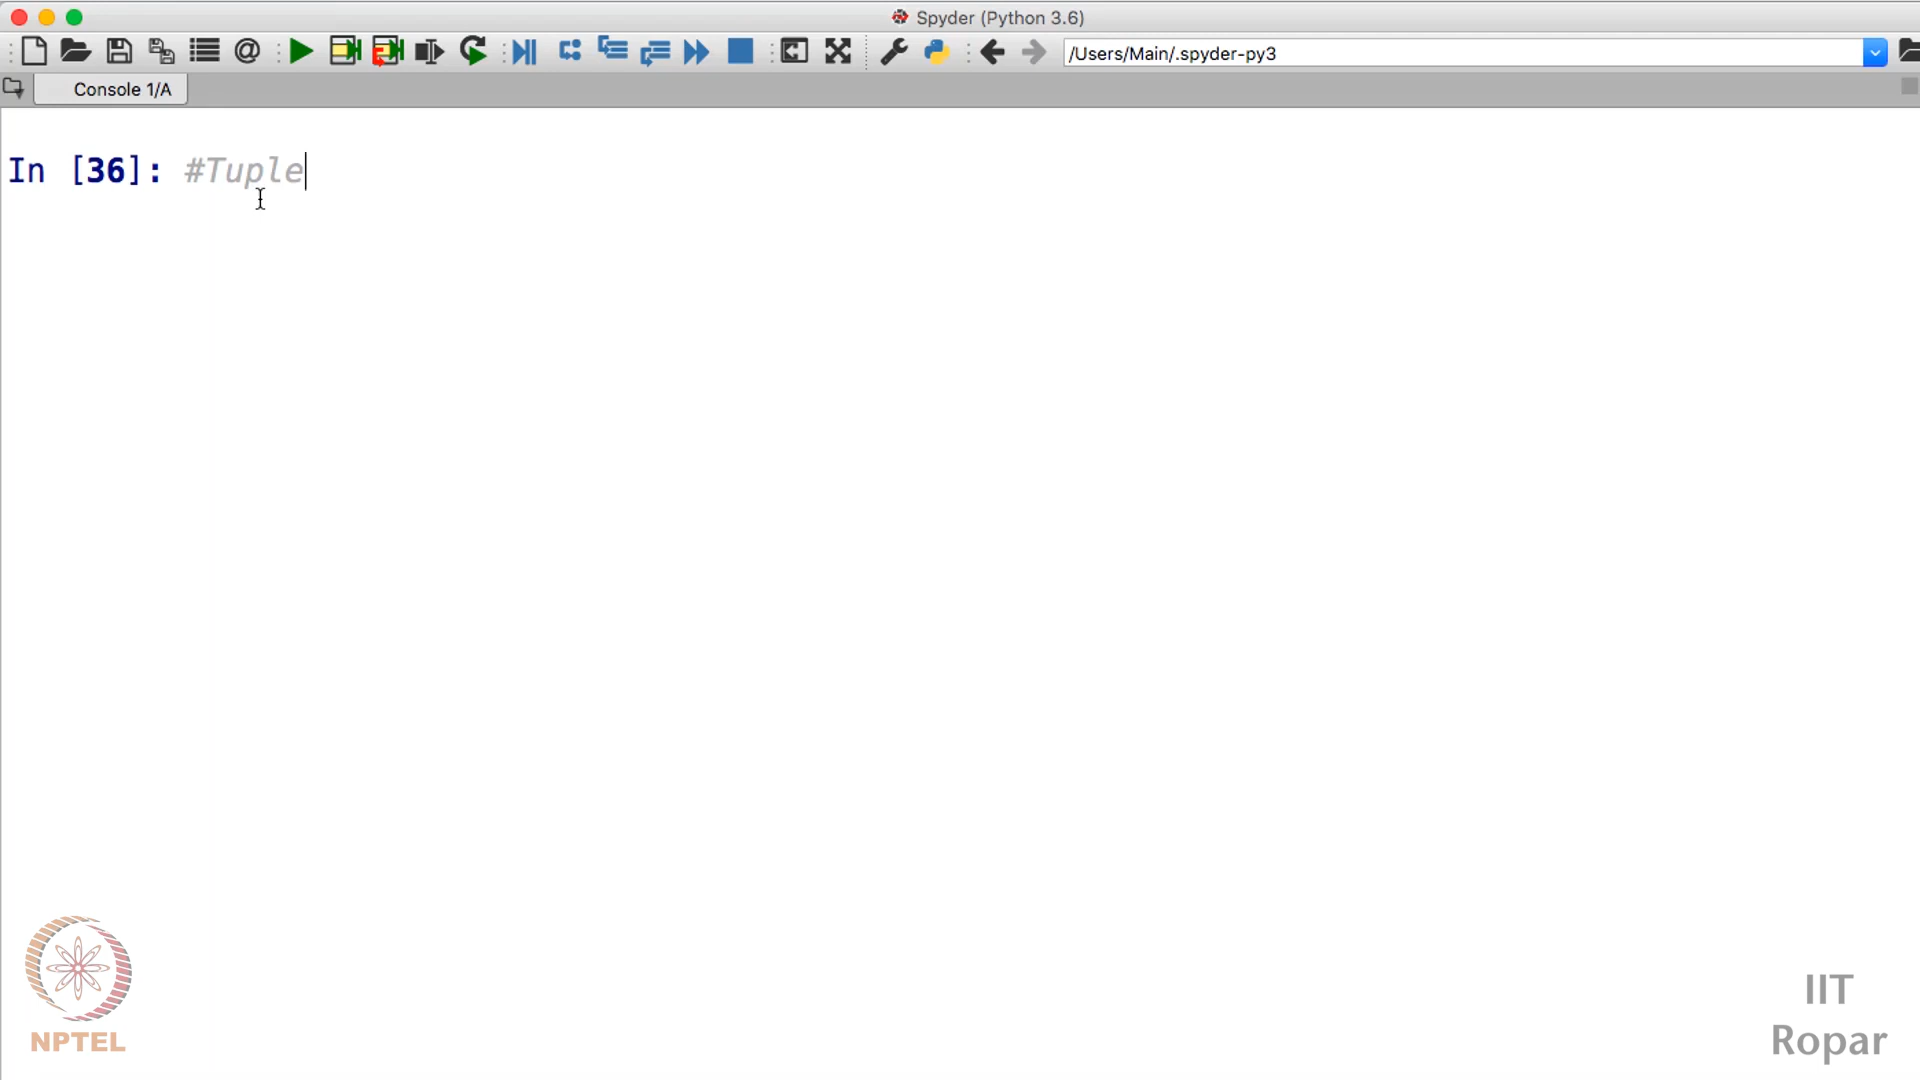 Spyder (Python 3.6)
/Users/Main/.spyder-py3
Console 1/A
In [36]: #Tuple
NPTEL
IIT
Ropar